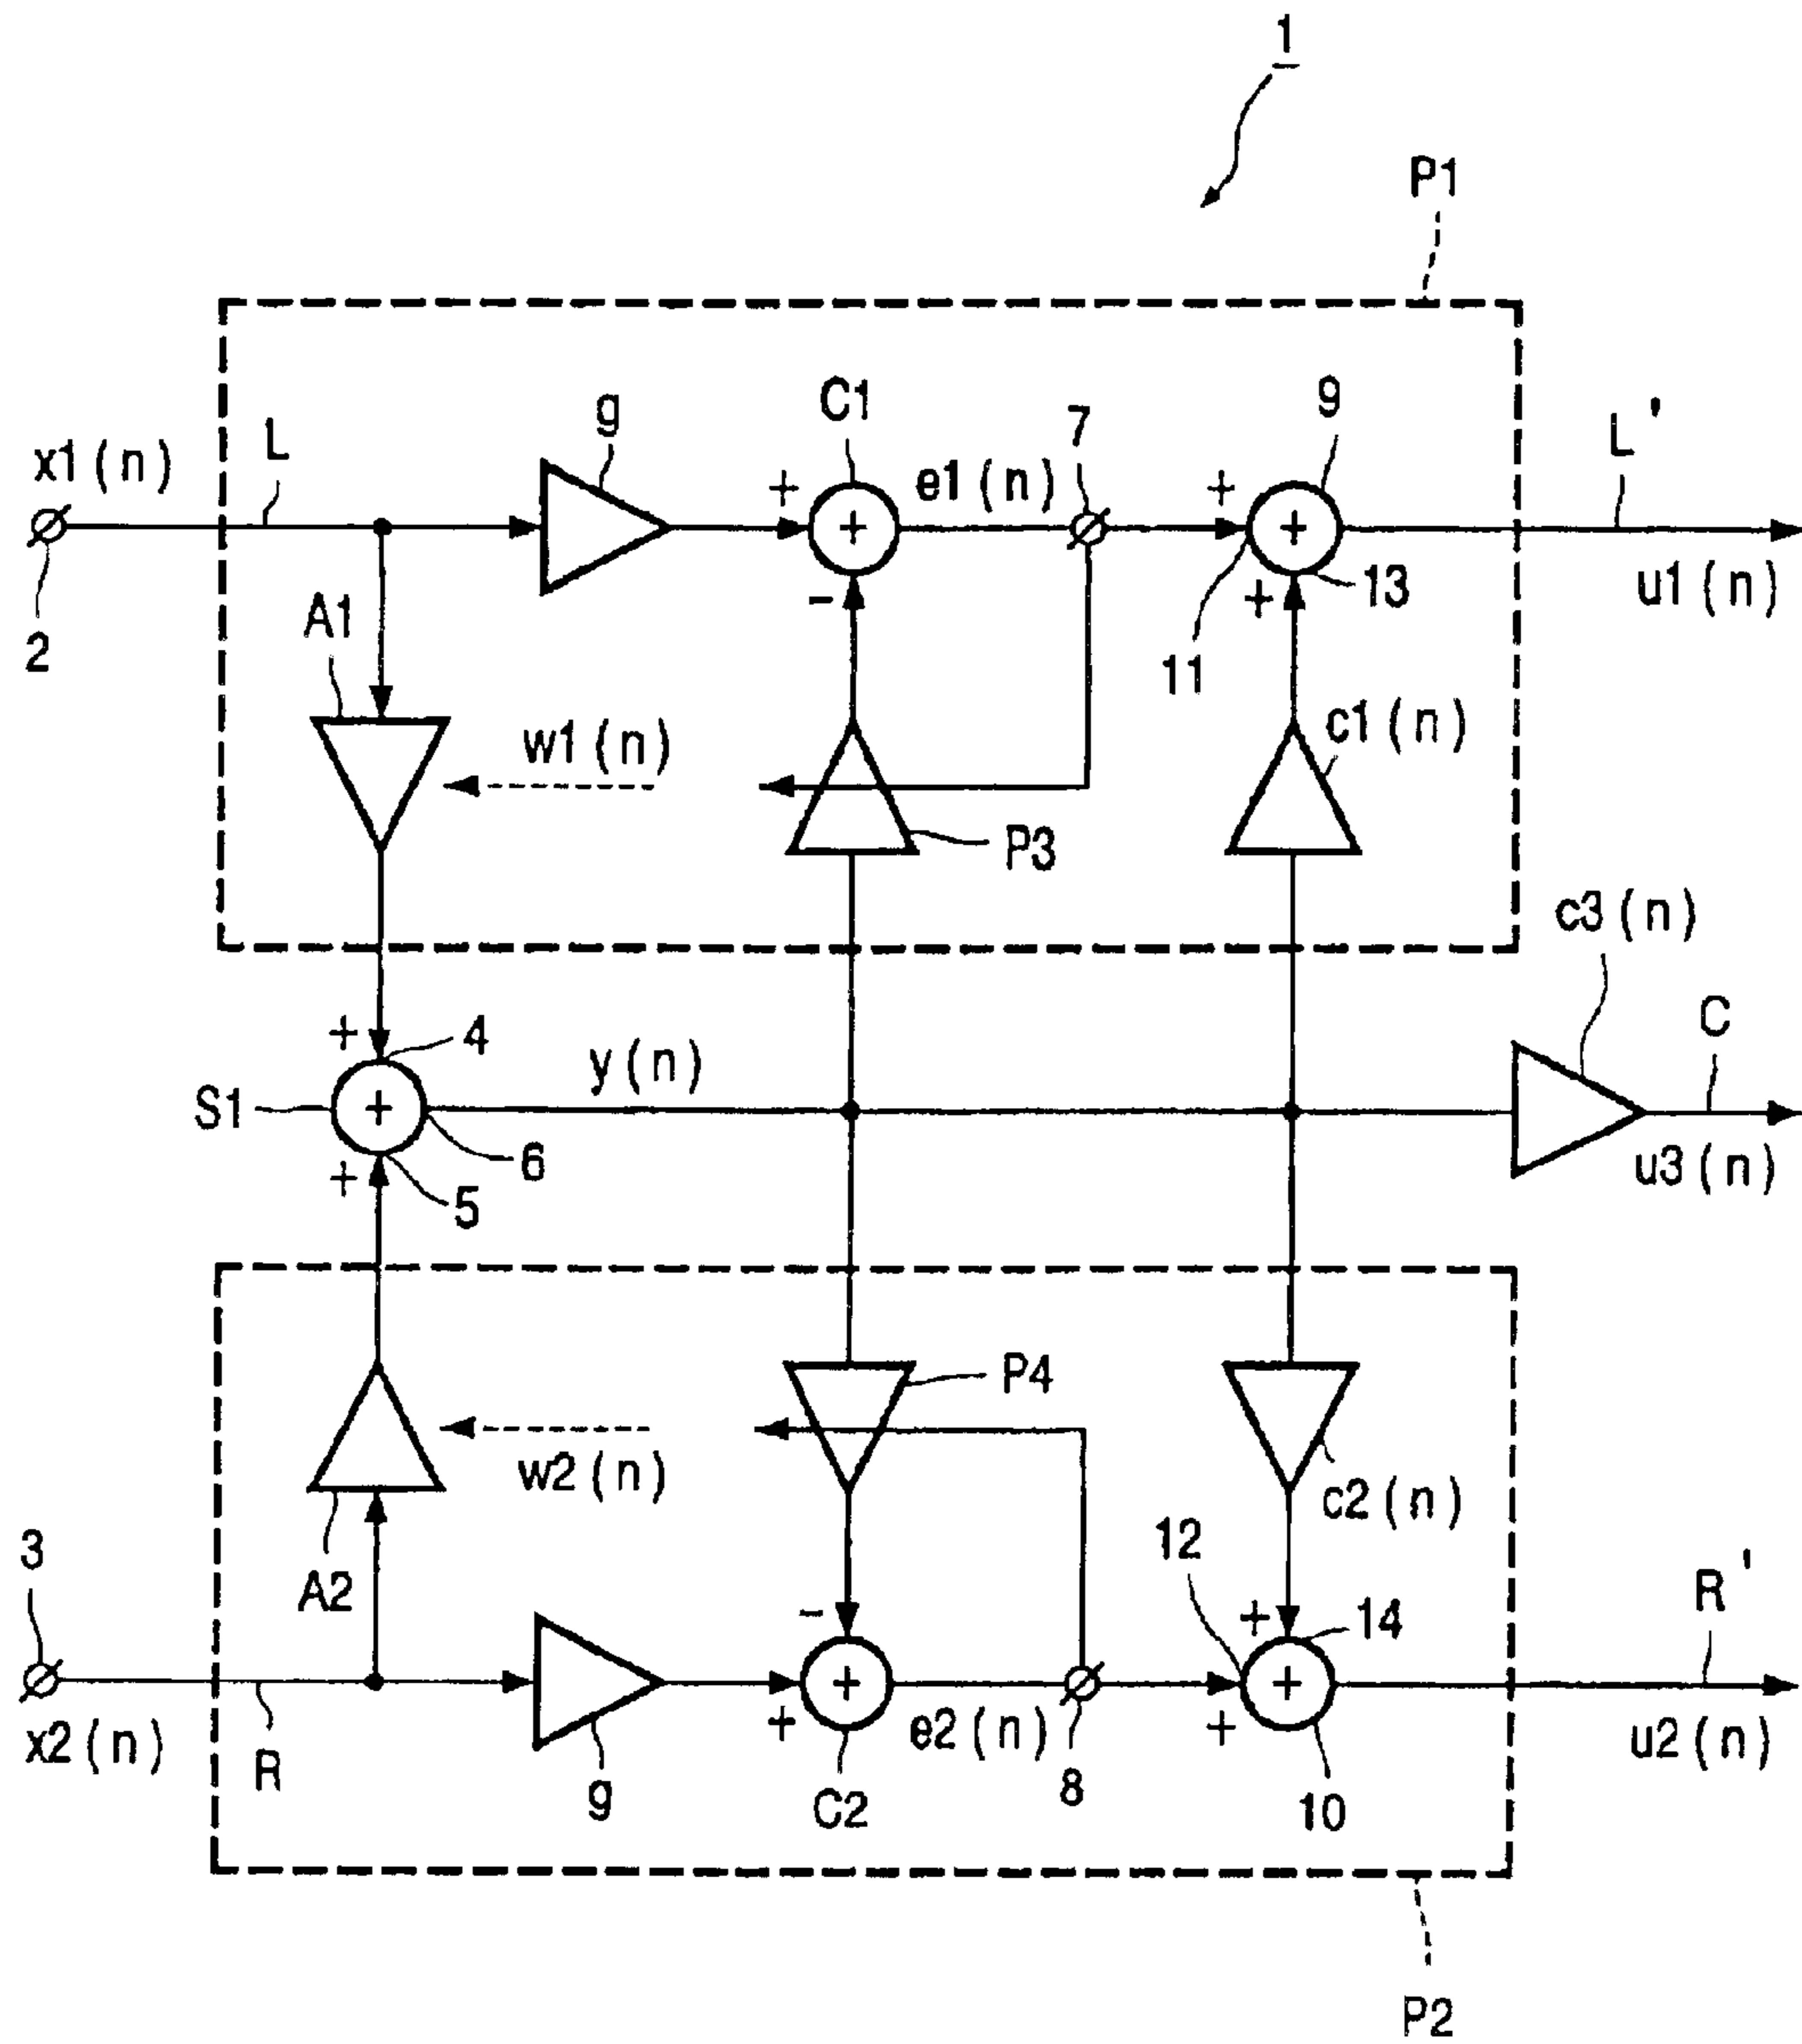 1
P1
g
C1
7
9
L'
x1(n)
L
+
+
e1(n)
+
+
2
A1
-
11
+
13
u1(n)
w1(n)
P3
c1(n)
c3(n)
+
4
y(n)
C
S1
+
6
u3(n)
+
5
P4
w2(n)
c2(n)
3
A2
-
12
+
14
R'
x2(n)
R
g
+
+
C2
e2(n)
8
+
+
10
u2(n)
P2